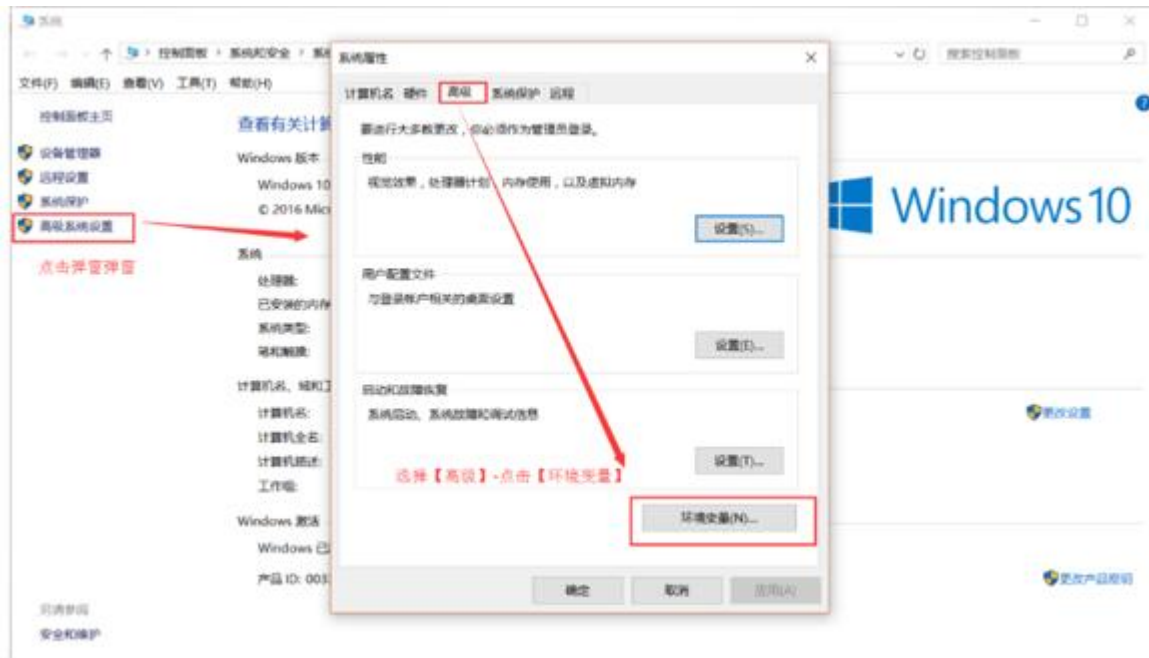 系统
控制面板 > 系统和安全 > 系统
搜索控制面板
文件(F) 编辑(E) 查看(V) 工具(T) 帮助(H)
控制面板主页
设备管理器
远程设置
系统保护
高级系统设置
点击弹窗弹窗
另请参阅
安全和维护
查看有关计算
Windows 版本
Windows 10
© 2016 Micr
系统
处理器:
已安装的内存
系统类型:
笔和触摸:
计算机名、域和工
计算机名:
计算机全名:
计算机描述:
工作组:
Windows 激活
Windows 已
产品 ID: 003
系统属性
计算机名 硬件 高级 系统保护 远程
要进行大多数更改，你必须作为管理员登录。
性能
视觉效果，处理器计划，内存使用，以及虚拟内存
设置(S)...
用户配置文件
与登录帐户相关的桌面设置
设置(E)...
启动和故障恢复
系统启动、系统故障和调试信息
设置(T)...
选择【高级】-点击【环境变量】
环境变量(N)...
确定 取消 应用(A)
Windows 10
更改设置
更改产品密钥